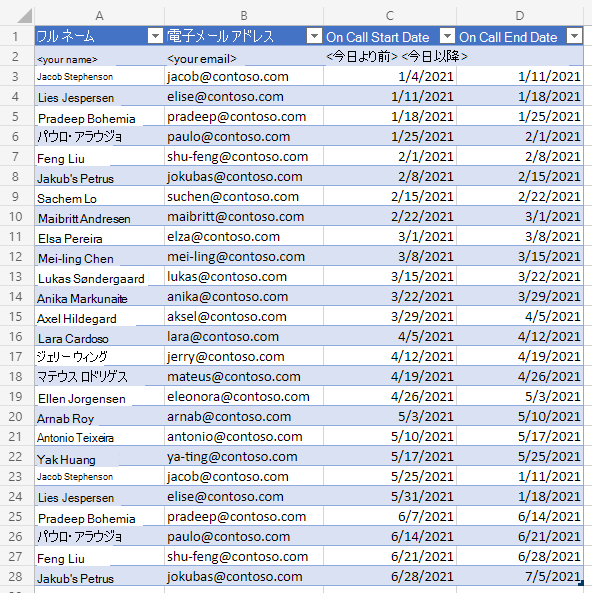 A B C D
1 フル ネーム 電子メール アドレス On Call Start Date On Call End Date
2 <your name> <your email> <今日より前> <今日以降>
3 Jacob Stephenson jacob@contoso.com 1/4/2021 1/11/2021
4 Lies Jespersen elise@contoso.com 1/11/2021 1/18/2021
5 Pradeep Bohemia pradeep@contoso.com 1/18/2021 1/25/2021
6 パウロ・アラウジョ paulo@contoso.com 1/25/2021 2/1/2021
7 Feng Liu shu-feng@contoso.com 2/1/2021 2/8/2021
8 Jakub's Petrus jokubas@contoso.com 2/8/2021 2/15/2021
9 Sachem Lo suchen@contoso.com 2/15/2021 2/22/2021
10 Maibritt Andresen maibritt@contoso.com 2/22/2021 3/1/2021
11 Elsa Pereira elza@contoso.com 3/1/2021 3/8/2021
12 Mei-ling Chen mei-ling@contoso.com 3/8/2021 3/15/2021
13 Lukas Søndergaard lukas@contoso.com 3/15/2021 3/22/2021
14 Anika Markunaite anika@contoso.com 3/22/2021 3/29/2021
15 Axel Hildegard aksel@contoso.com 3/29/2021 4/5/2021
16 Lara Cardoso lara@contoso.com 4/5/2021 4/12/2021
17 ジェリー ウィング jerry@contoso.com 4/12/2021 4/19/2021
18 マテウス ロドリゲス mateus@contoso.com 4/19/2021 4/26/2021
19 Ellen Jorgensen eleonora@contoso.com 4/26/2021 5/3/2021
20 Arnab Roy arnab@contoso.com 5/3/2021 5/10/2021
21 Antonio Teixeira antonio@contoso.com 5/10/2021 5/17/2021
22 Yak Huang ya-ting@contoso.com 5/17/2021 5/25/2021
23 Jacob Stephenson jacob@contoso.com 5/25/2021 1/11/2021
24 Lies Jespersen elise@contoso.com 5/31/2021 1/18/2021
25 Pradeep Bohemia pradeep@contoso.com 6/7/2021 6/14/2021
26 パウロ・アラウジョ paulo@contoso.com 6/14/2021 6/21/2021
27 Feng Liu shu-feng@contoso.com 6/21/2021 6/28/2021
28 Jakub's Petrus jokubas@contoso.com 6/28/2021 7/5/2021